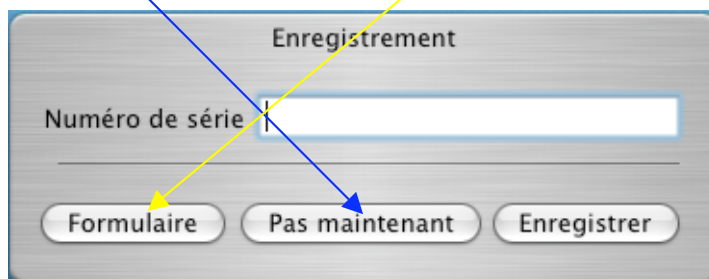 Enregistrement
Numéro de série
Formulaire Pas maintenant Enregistrer